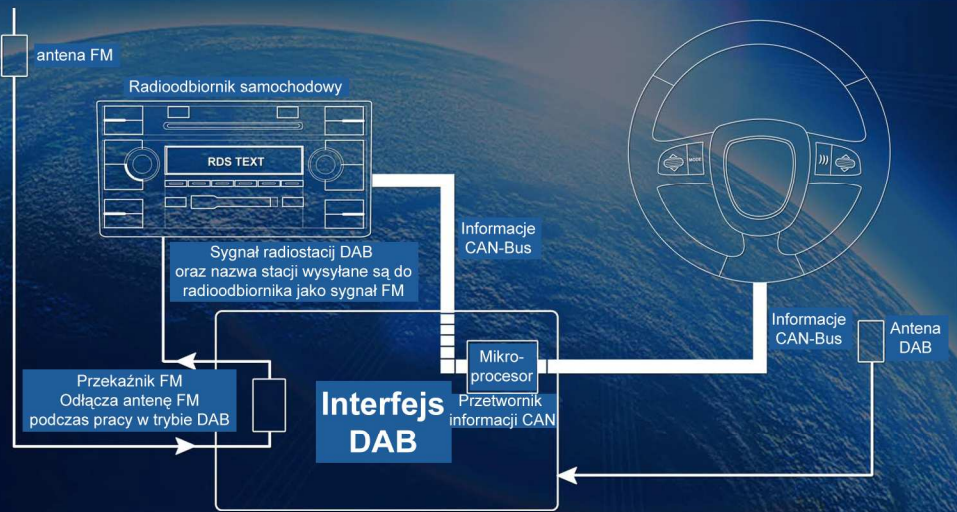 antena FM
Radioodbiornik samochodowy
RDS TEXT
MODE
Informacje
CAN-Bus
Sygnał radiostacij DAB
oraz nazwa stacji wysyłane są do
radioodbiornika jako sygnał FM
Informacje
CAN-Bus
Antena
DAB
Mikro-
procesor
Przetwornik
informacji CAN
Przekaźnik FM
Odłącza antenę FM
podczas pracy w trybie DAB
Interfejs
DAB